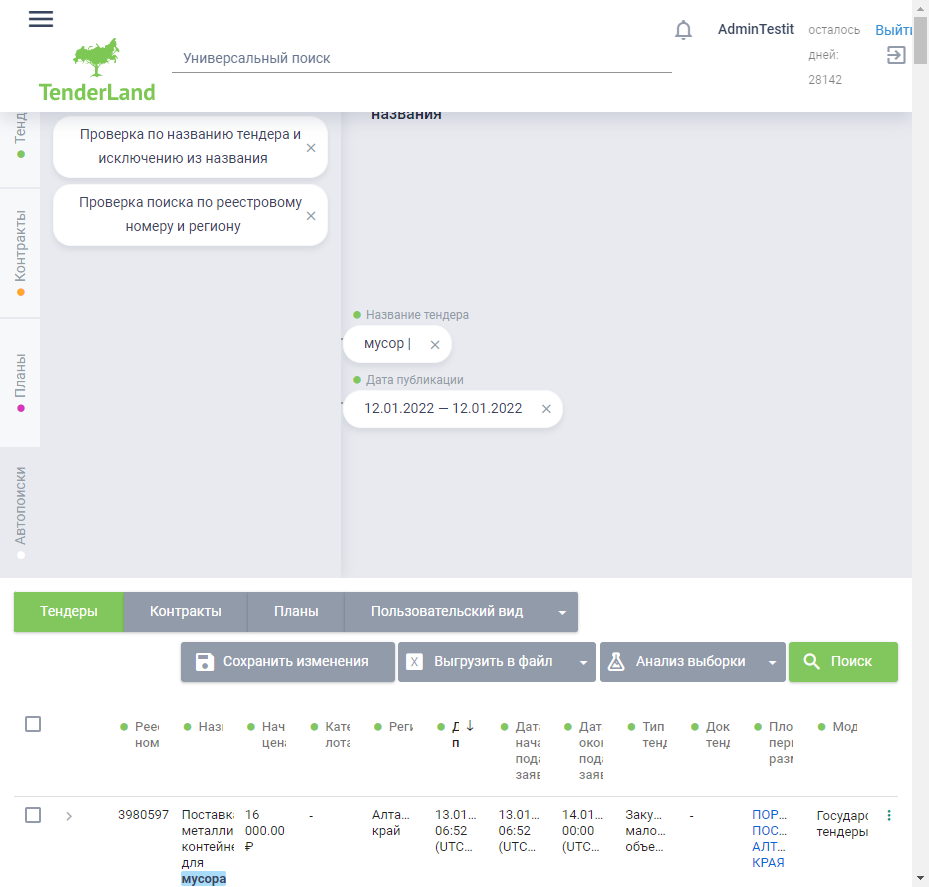 AdminTestit
осталось
дней:
28142
Выйти
Универсальный поиск
TenderLand
названия
Тенд
Проверка по названию тендера и
исключению из названия
Проверка поиска по реестровому
номеру и региону
Контракты
Планы
Автопоиски
Название тендера
мусор |
Дата публикации
12.01.2022 — 12.01.2022
Тендеры
Контракты
Планы
Пользовательский вид
Сохранить изменения
X Выгрузить в файл
Анализ выборки
Поиск
Реес
ном
Назв
Нач
цена
Кате
лота
Реги
Д
п
Дата
нача
пода
заяв
Дата
окон
пода
заяв
Тип
тенд
Док
тенд
Пло
пер
разм
Мод
3980597
Поставка
металли
контейне
для
мусора
16
000.00
₽
-
Алта...
край
13.01...
06:52
(UTC...
13.01...
06:52
(UTC...
14.01...
00:00
(UTC...
Заку...
мало...
объе...
-
ПОР...
ПОС...
АЛТ...
КРАЯ
Государс
тендеры